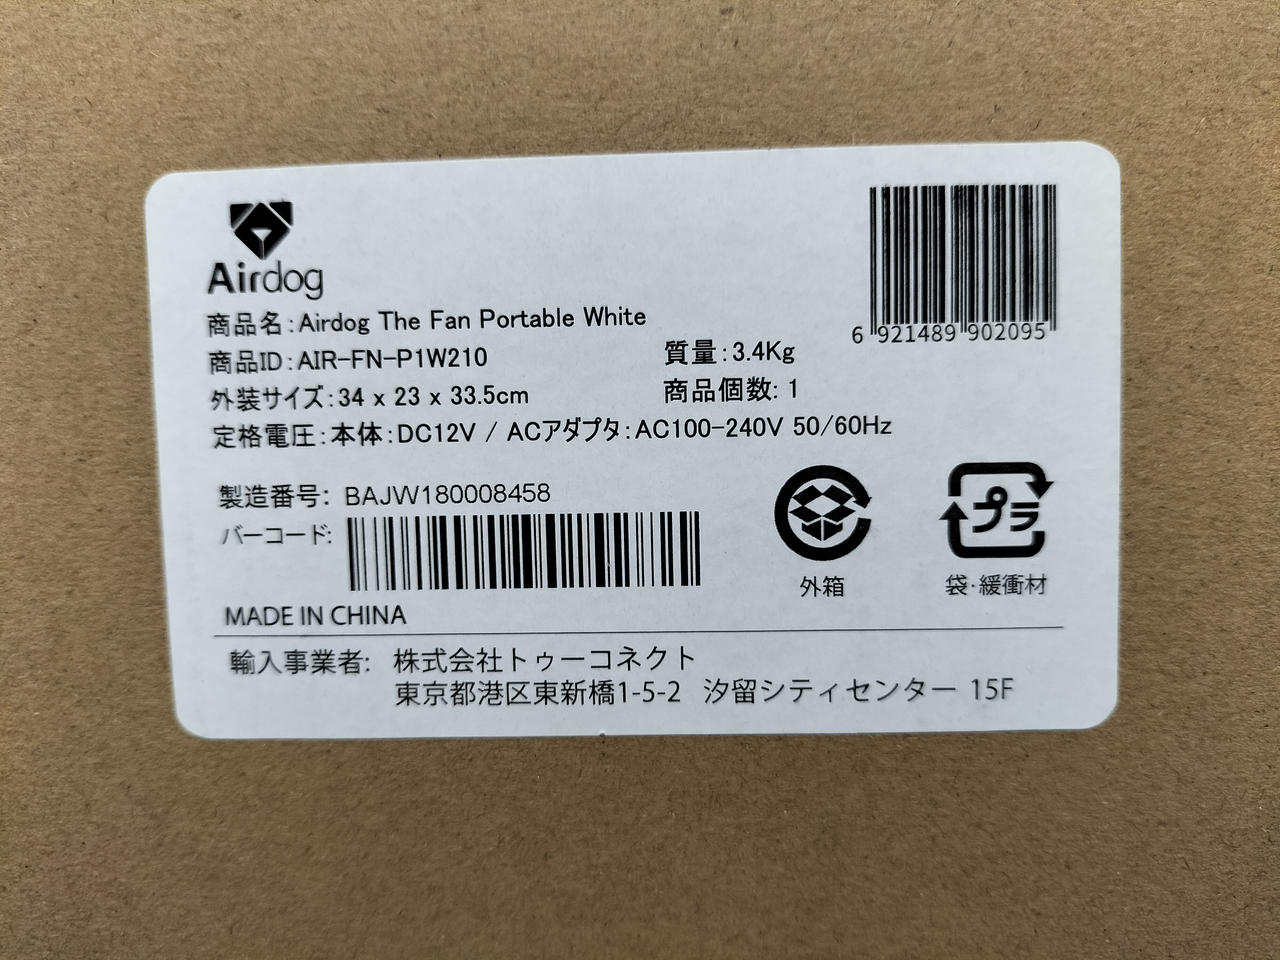 Airdog
商品名：Airdog The Fan Portable White
商品ID：AIR-FN-P1W210
質量：3.4Kg
外装サイズ：34 x 23 x 33.5cm
商品個数：1
定格電圧：本体：DC12V / ACアダプタ：AC100-240V 50/60Hz
6 921489 902095
製造番号： BAJW180008458
バーコード：
外箱
プラ
袋・緩衝材
MADE IN CHINA
輸入事業者： 株式会社トゥーコネクト
東京都港区東新橋1-5-2 汐留シティセンター 15F